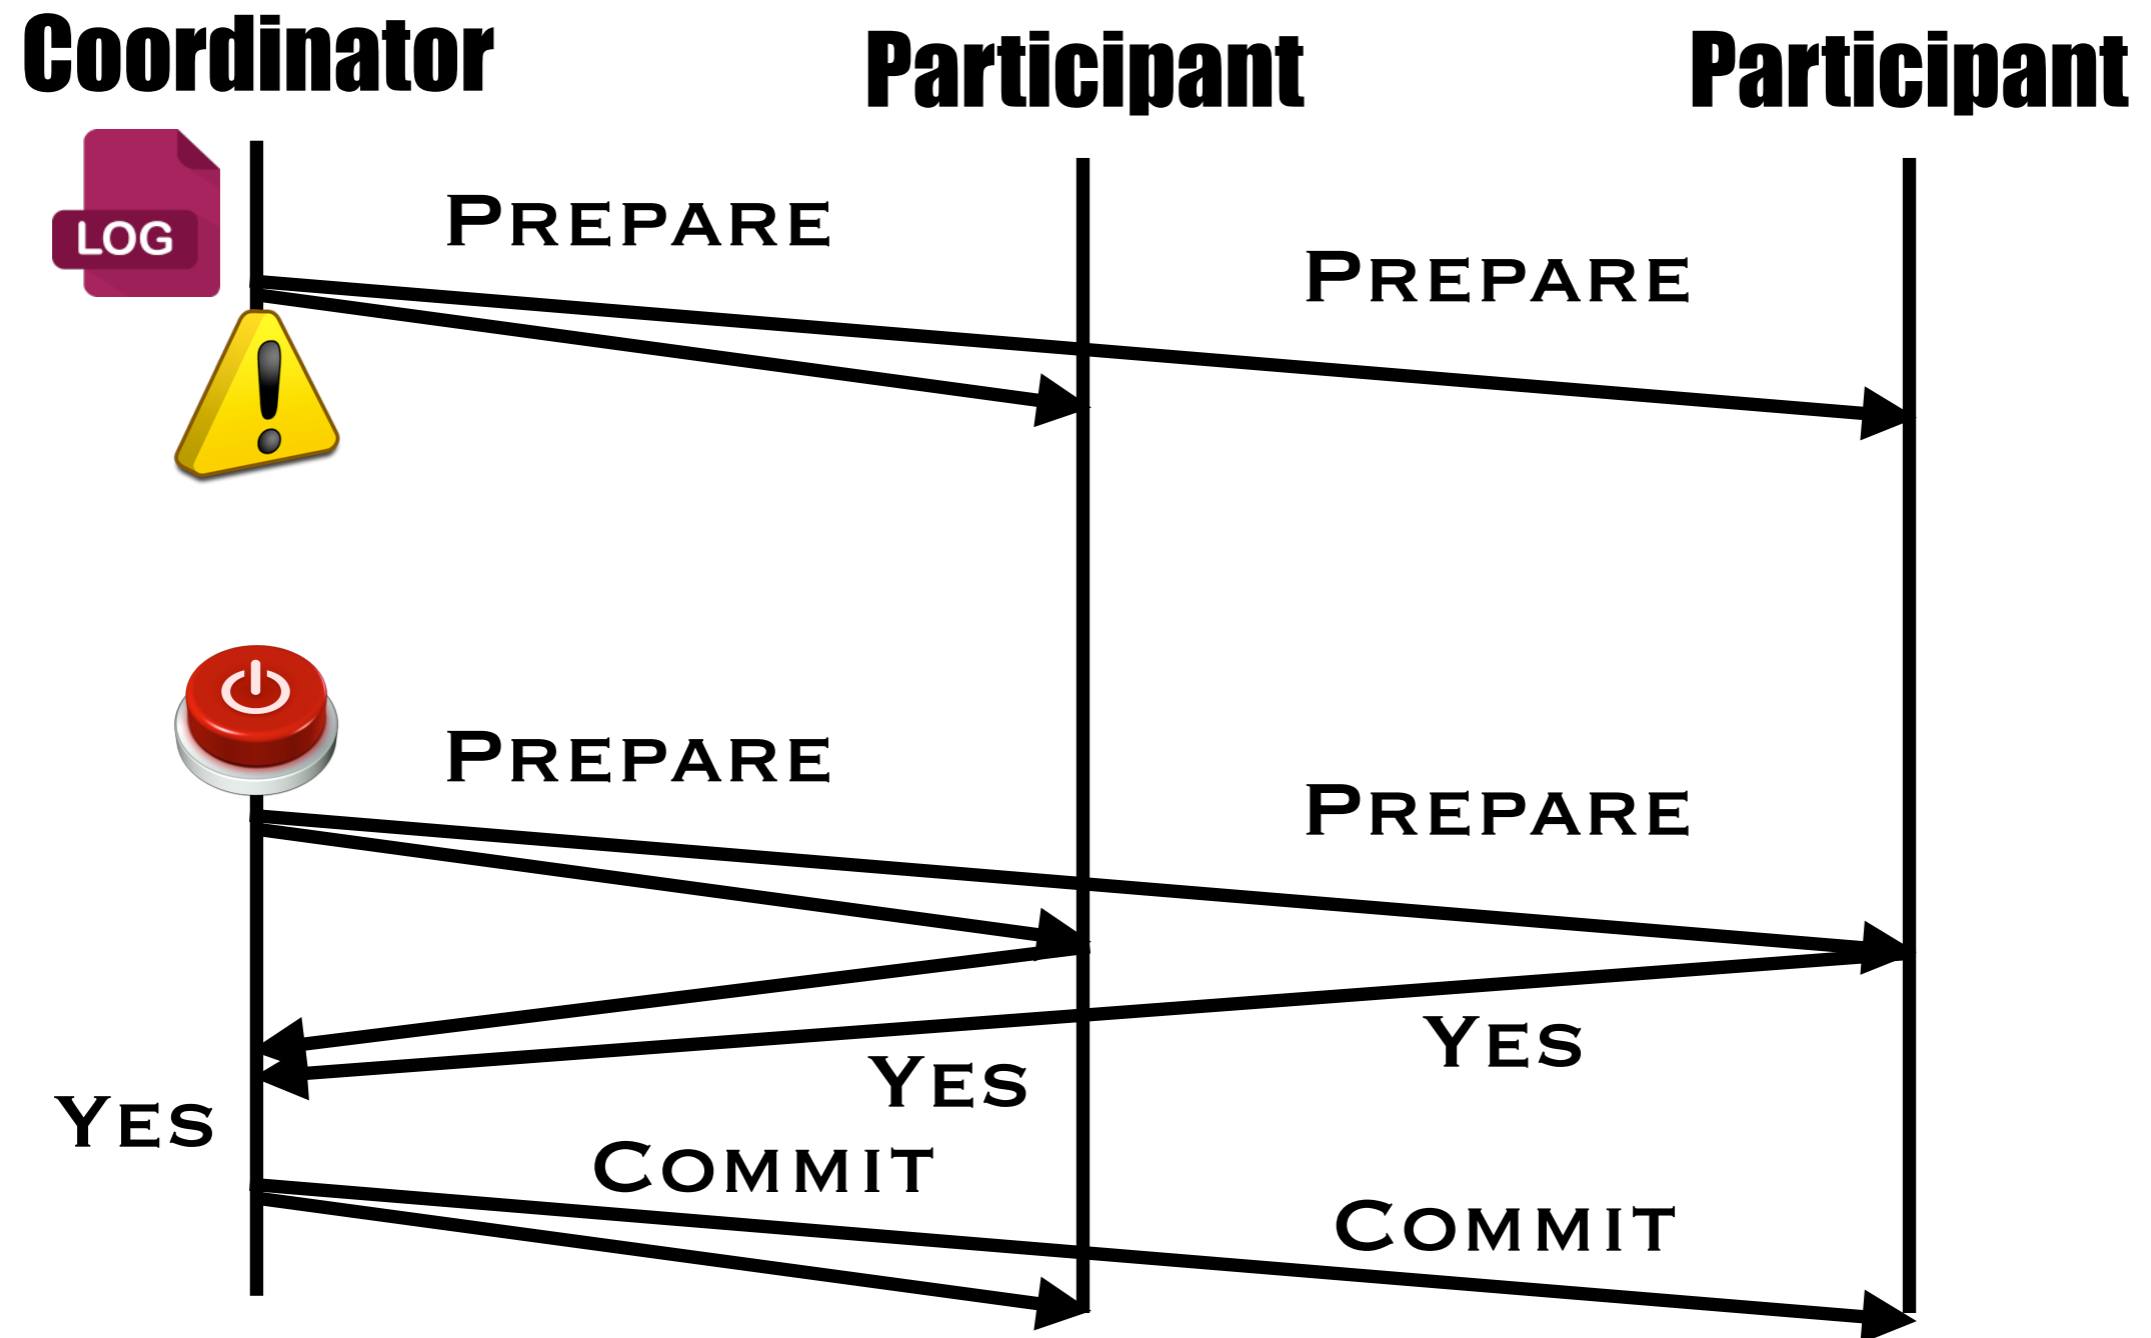 Coordinator
Participant
Participant
LOG
PREPARE
PREPARE
PREPARE
PREPARE
YES
YES
YES
COMMIT
COMMIT